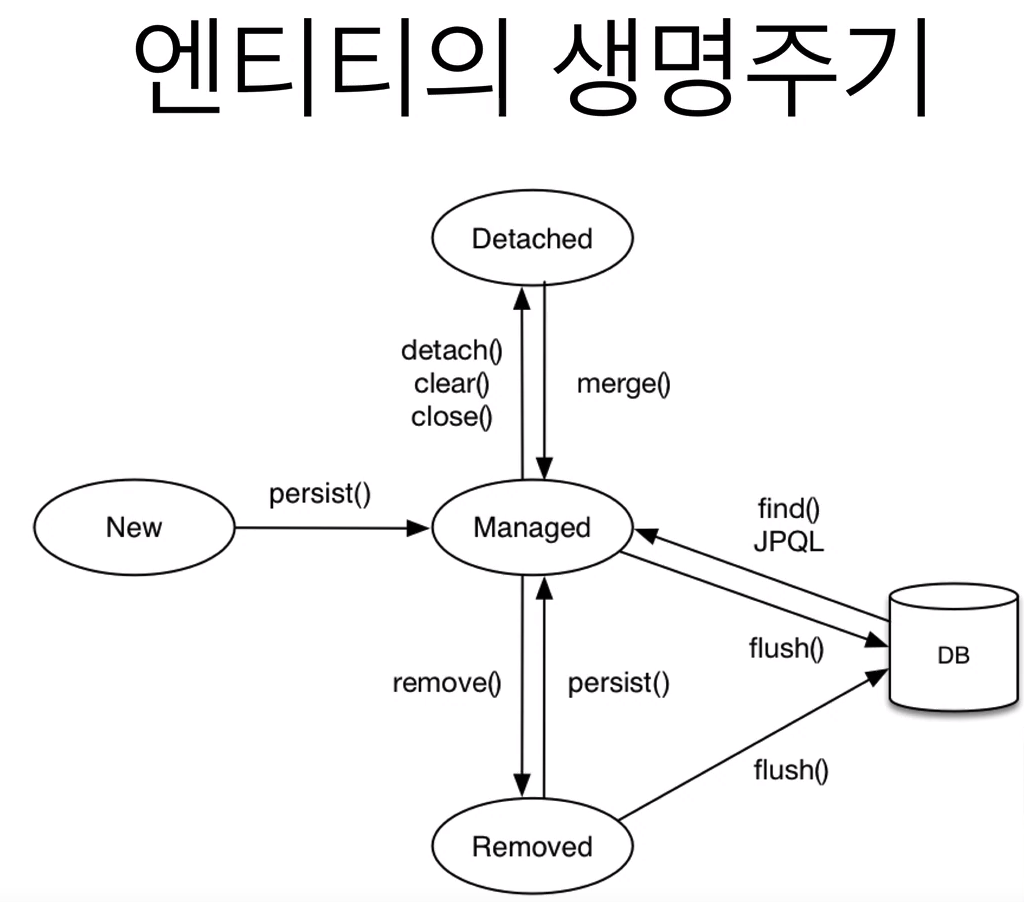 엔티티의 생명주기
Detached
detach()
clear()
close()
merge()
New
persist()
Managed
find()
JPQL
flush()
DB
remove()
persist()
flush()
Removed